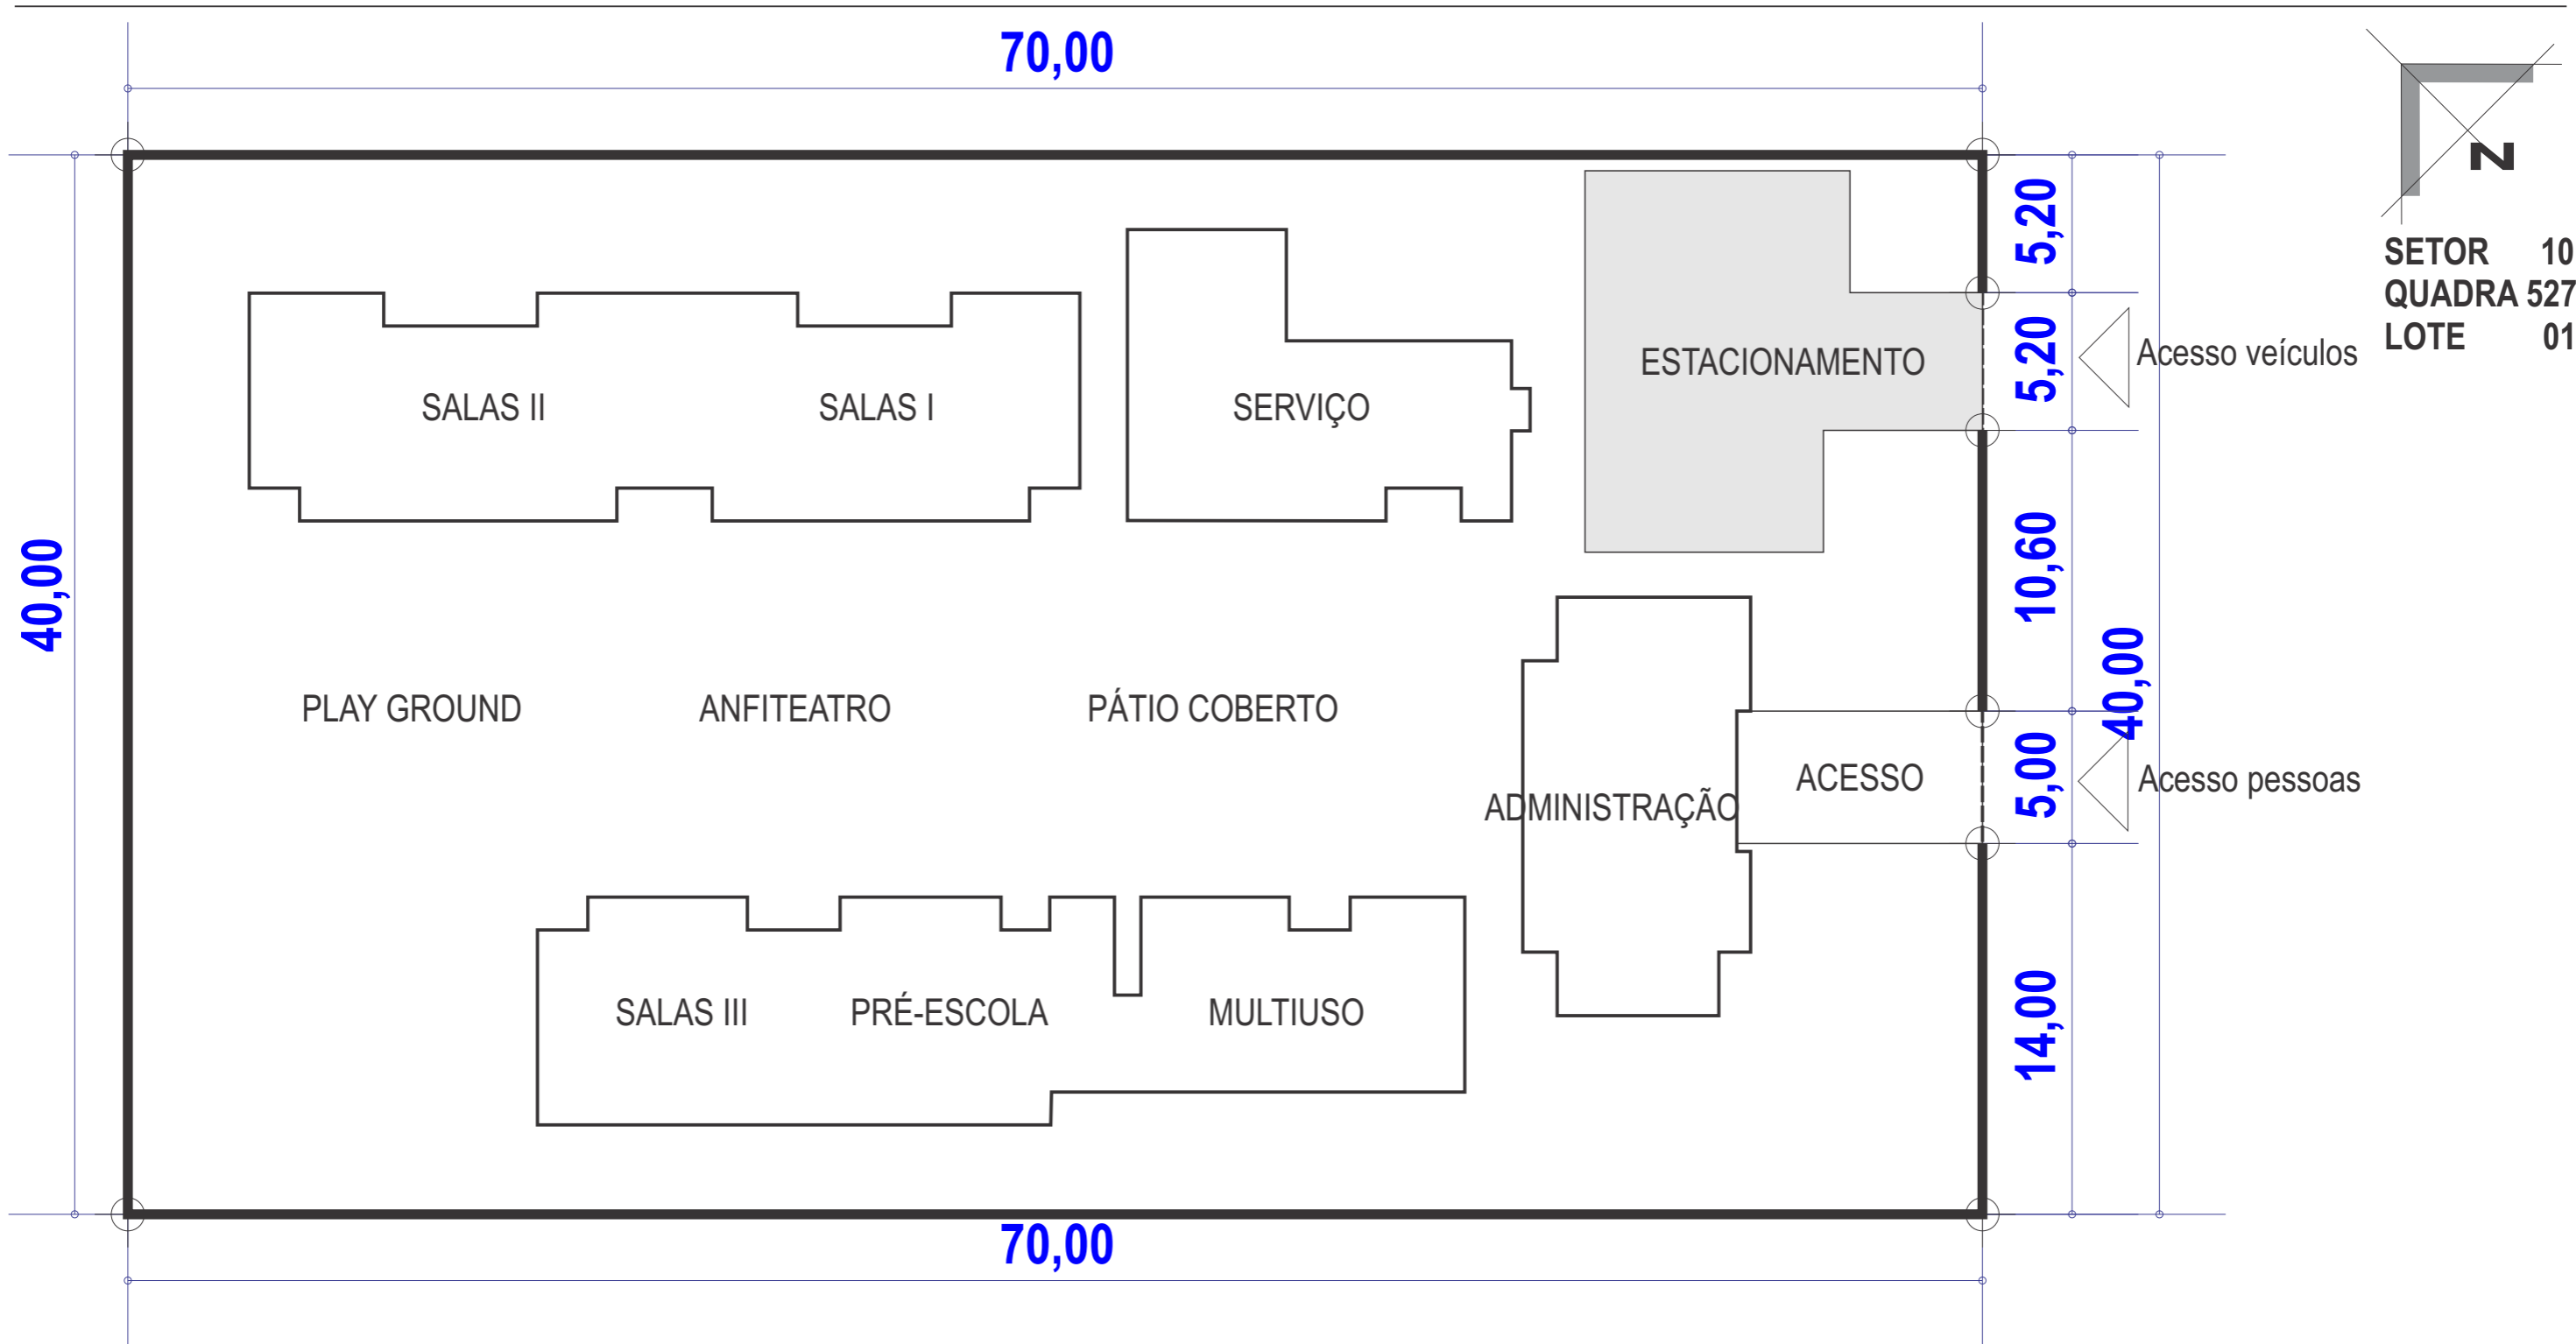 70,00
N
SETOR 10
QUADRA 527
LOTE 01
5,20
5,20
Acesso veículos
ESTACIONAMENTO
SALAS II
SALAS I
SERVIÇO
40,00
10,60
40,00
PLAY GROUND
ANFITEATRO
PÁTIO COBERTO
ACESSO
5,00
Acesso pessoas
ADMINISTRAÇÃO
SALAS III
PRÉ-ESCOLA
MULTIUSO
14,00
70,00